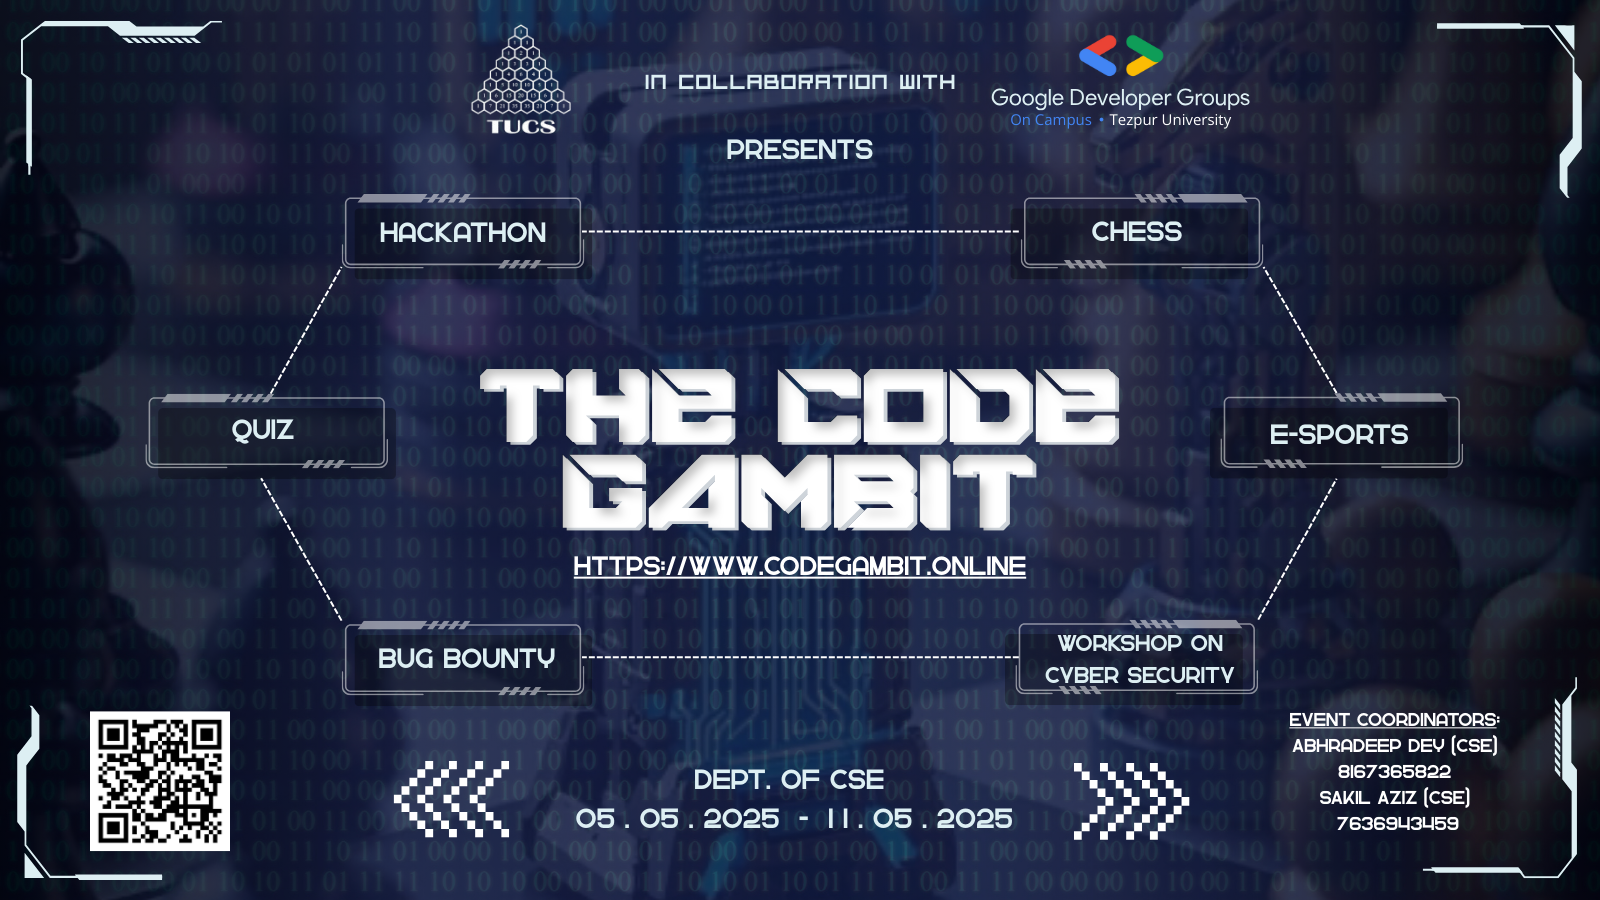 TUCS
IN COLLABORATION WITH
Google Developer Groups
On Campus • Tezpur University
PRESENTS
HACKATHON
CHESS
QUIZ
E-SPORTS
THE CODE
GAMBIT
HTTPS://WWW.CODEGAMBIT.ONLINE
BUG BOUNTY
WORKSHOP ON
CYBER SECURITY
DEPT. OF CSE
05 . 05 . 2025 - 11 . 05 . 2025
EVENT COORDINATORS:
ABHRADEEP DEY (CSE)
8167365822
SAKIL AZIZ (CSE)
7636943459